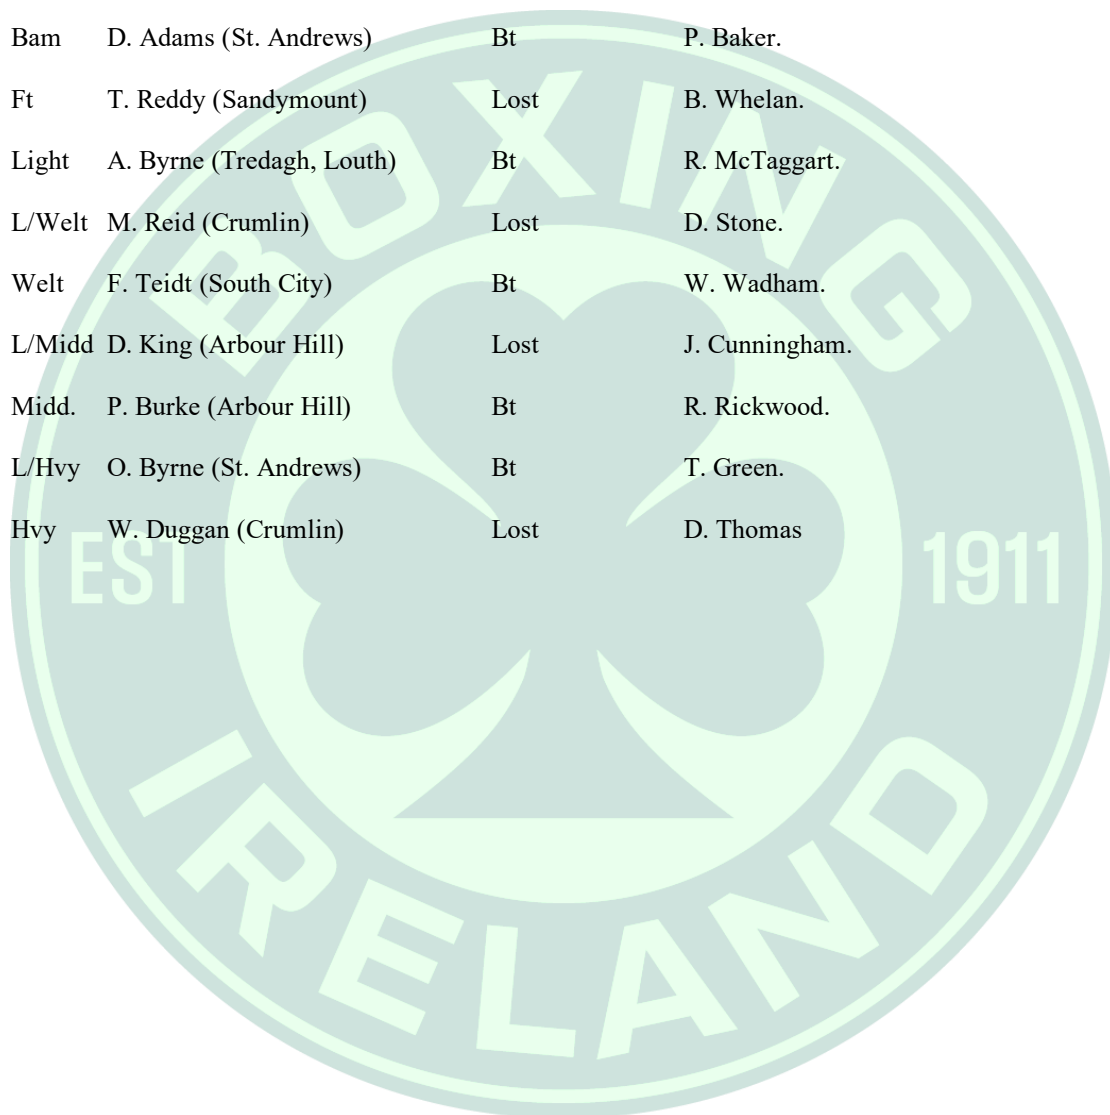 Bam D. Adams (St. Andrews) Bt P. Baker.
Ft T. Reddy (Sandymount) Lost B. Whelan.
Light A. Byrne (Tredagh, Louth) Bt R. McTaggart.
L/Welt M. Reid (Crumlin) Lost D. Stone.
Welt F. Teidt (South City) Bt W. Wadham.
L/Midd D. King (Arbour Hill) Lost J. Cunningham.
Midd. P. Burke (Arbour Hill) Bt R. Rickwood.
L/Hvy O. Byrne (St. Andrews) Bt T. Green.
Hvy W. Duggan (Crumlin) Lost D. Thomas
BOXING
EST 1911
IRELAND